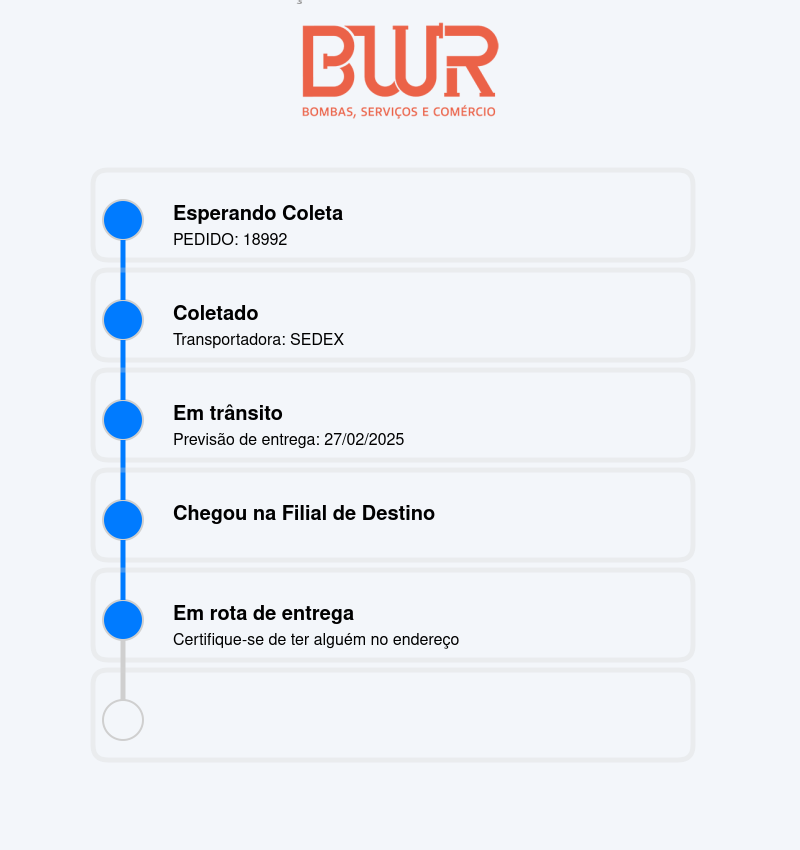 BWR
BOMBAS, SERVIÇOS E COMÉRCIO
Esperando Coleta
PEDIDO: 18992
Coletado
Transportadora: SEDEX
Em trânsito
Previsão de entrega: 27/02/2025
Chegou na Filial de Destino
Em rota de entrega
Certifique-se de ter alguém no endereço